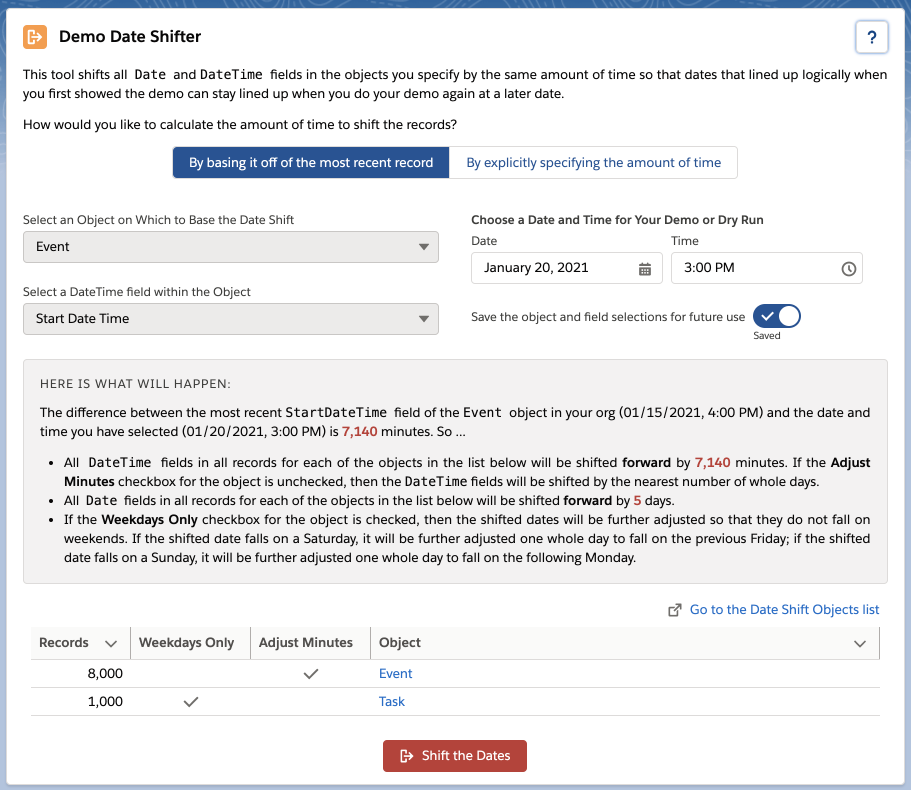 Demo Date Shifter
?
This tool shifts all Date and DateTime fields in the objects you specify by the same amount of time so that dates that lined up logically when
you first showed the demo can stay lined up when you do your demo again at a later date.
How would you like to calculate the amount of time to shift the records?
By basing it off of the most recent record
By explicitly specifying the amount of time
Select an Object on Which to Base the Date Shift
Event
Select a DateTime field within the Object
Start Date Time
Choose a Date and Time for Your Demo or Dry Run
Date
Time
January 20, 2021
3:00 PM
Save the object and field selections for future use
Saved
HERE IS WHAT WILL HAPPEN:
The difference between the most recent StartDateTime field of the Event object in your org (01/15/2021, 4:00 PM) and the date and
time you have selected (01/20/2021, 3:00 PM) is 7,140 minutes. So ...
• All DateTime fields in all records for each of the objects in the list below will be shifted forward by 7,140 minutes. If the Adjust
Minutes checkbox for the object is unchecked, then the DateTime fields will be shifted by the nearest number of whole days.
• All Date fields in all records for each of the objects in the list below will be shifted forward by 5 days.
• If the Weekdays Only checkbox for the object is checked, then the shifted dates will be further adjusted so that they do not fall on
weekends. If the shifted date falls on a Saturday, it will be further adjusted one whole day to fall on the previous Friday; if the shifted
date falls on a Sunday, it will be further adjusted one whole day to fall on the following Monday.
Go to the Date Shift Objects list
Records Weekdays Only Adjust Minutes Object
8,000 Event
1,000 Task
Shift the Dates